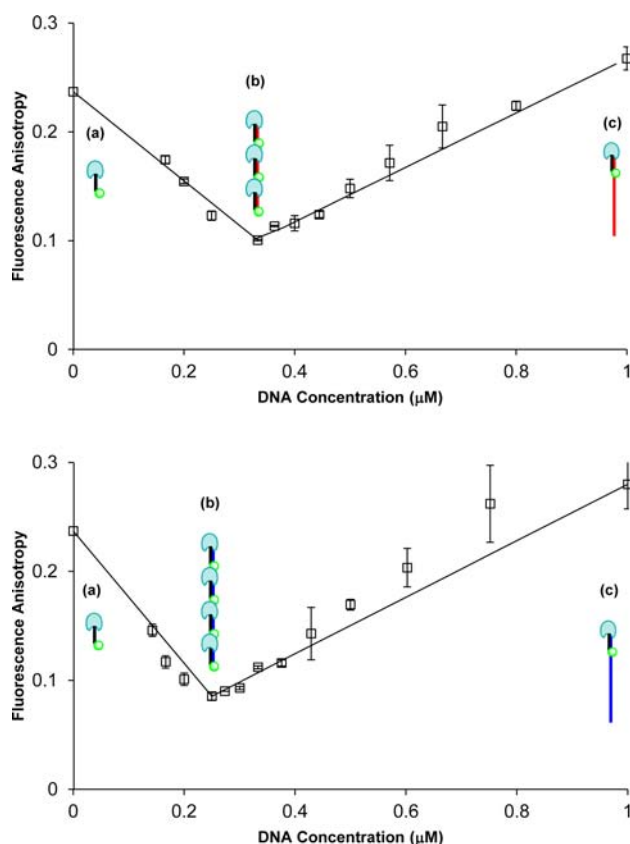 0.3
(b)
0.2
(a)
(c)
0.1
0
0
0.2
0.4
0.6
0.8
1
Fluorescence Anisotropy
DNA Concentration (μM)
0.3
(b)
0.2
(a)
(c)
0.1
0
0
0.2
0.4
0.6
0.8
1
Fluorescence Anisotropy
DNA Concentration (μM)